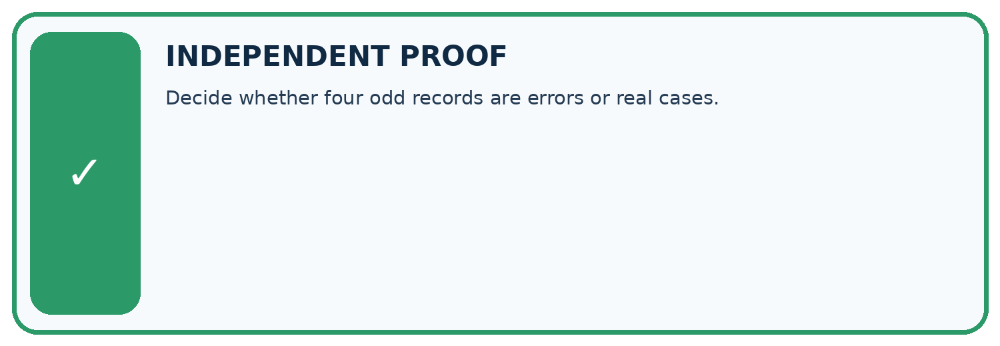 INDEPENDENT PROOF
Decide whether four odd records are errors or real cases.
✓